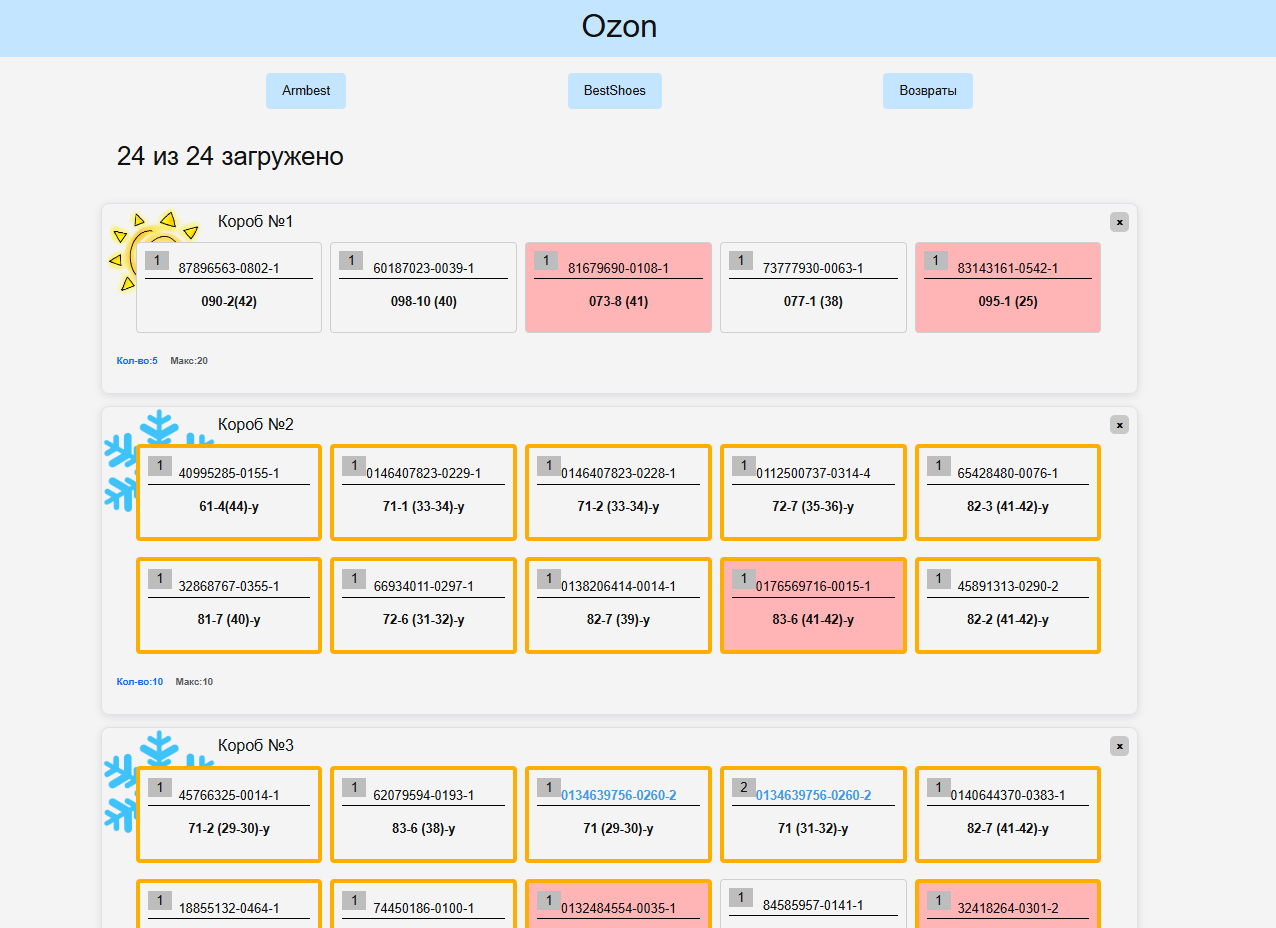 Ozon
Armbest
BestShoes
Возвраты
24 из 24 загружено
Короб №1
x
1 87896563-0802-1
090-2(42)
1 60187023-0039-1
098-10 (40)
1 81679690-0108-1
073-8 (41)
1 73777930-0063-1
077-1 (38)
1 83143161-0542-1
095-1 (25)
Кол-во:5 Макс:20
Короб №2
x
1 40995285-0155-1
61-4(44)-у
1 0146407823-0229-1
71-1 (33-34)-у
1 0146407823-0228-1
71-2 (33-34)-у
1 0112500737-0314-4
72-7 (35-36)-у
1 65428480-0076-1
82-3 (41-42)-у
1 32868767-0355-1
81-7 (40)-у
1 66934011-0297-1
72-6 (31-32)-у
1 0138206414-0014-1
82-7 (39)-у
1 0176569716-0015-1
83-6 (41-42)-у
1 45891313-0290-2
82-2 (41-42)-у
Кол-во:10 Макс:10
Короб №3
x
1 45766325-0014-1
71-2 (29-30)-у
1 62079594-0193-1
83-6 (38)-у
1 0134639756-0260-2
71 (29-30)-у
2 0134639756-0260-2
71 (31-32)-у
1 0140644370-0383-1
82-7 (41-42)-у
1 18855132-0464-1
1 74450186-0100-1
1 0132484554-0035-1
1 84585957-0141-1
1 32418264-0301-2